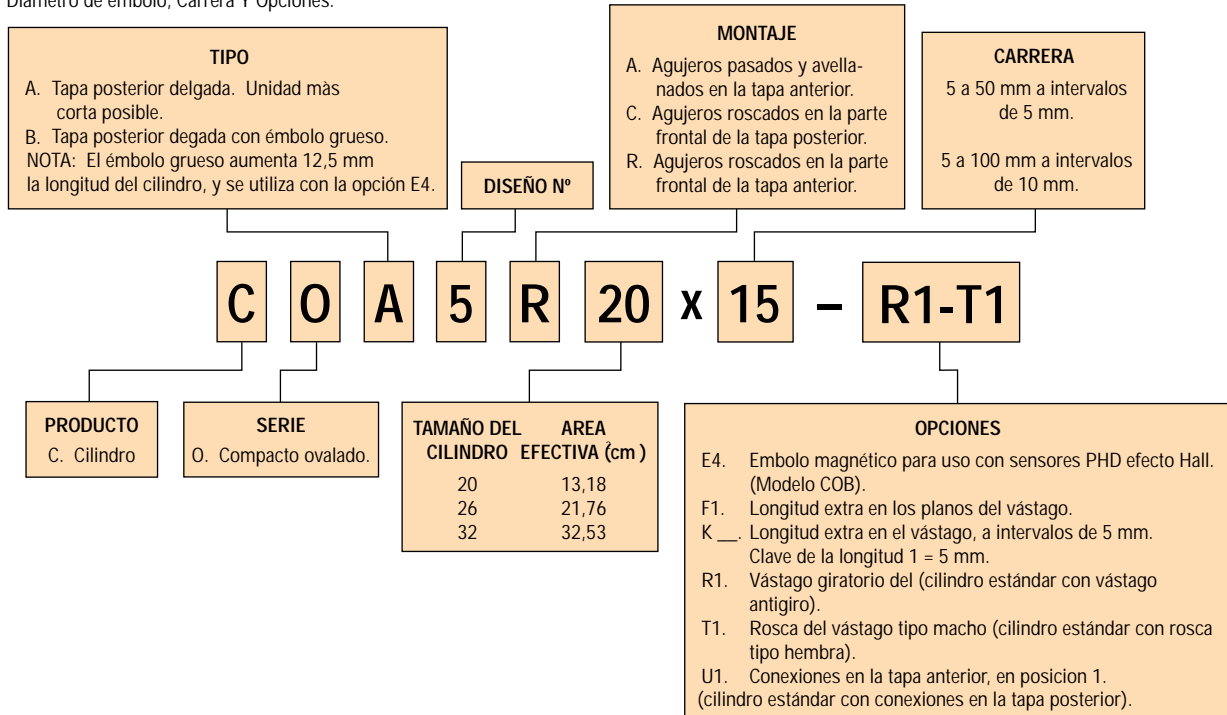 Diámetro de émbolo, Carrera Y Opciones.
TIPO
A. Tapa posterior delgada. Unidad màs
corta posible.
B. Tapa posterior degada con émbolo grueso.
NOTA: El émbolo grueso aumenta 12,5 mm
la longitud del cilindro, y se utiliza con la opción E4.
DISEÑO Nº
MONTAJE
A. Agujeros pasados y avella-
nados en la tapa anterior.
C. Agujeros roscados en la parte
frontal de la tapa posterior.
R. Agujeros roscados en la parte
frontal de la tapa anterior.
CARRERA
5 a 50 mm a intervalos
de 5 mm.
5 a 100 mm a intervalos
de 10 mm.
C O A 5 R 20 x 15 – R1-T1
PRODUCTO
C. Cilindro
SERIE
O. Compacto ovalado.
TAMAÑO DEL AREA
CILINDRO EFECTIVA (cm²)
20 13,18
26 21,76
32 32,53
OPCIONES
E4. Embolo magnético para uso con sensores PHD efecto Hall.
(Modelo COB).
F1. Longitud extra en los planos del vástago.
K __. Longitud extra en el vástago, a intervalos de 5 mm.
Clave de la longitud 1 = 5 mm.
R1. Vástago giratorio del (cilindro estándar con vástago
antigiro).
T1. Rosca del vástago tipo macho (cilindro estándar con rosca
tipo hembra).
U1. Conexiones en la tapa anterior, en posicion 1.
(cilindro estándar con conexiones en la tapa posterior).